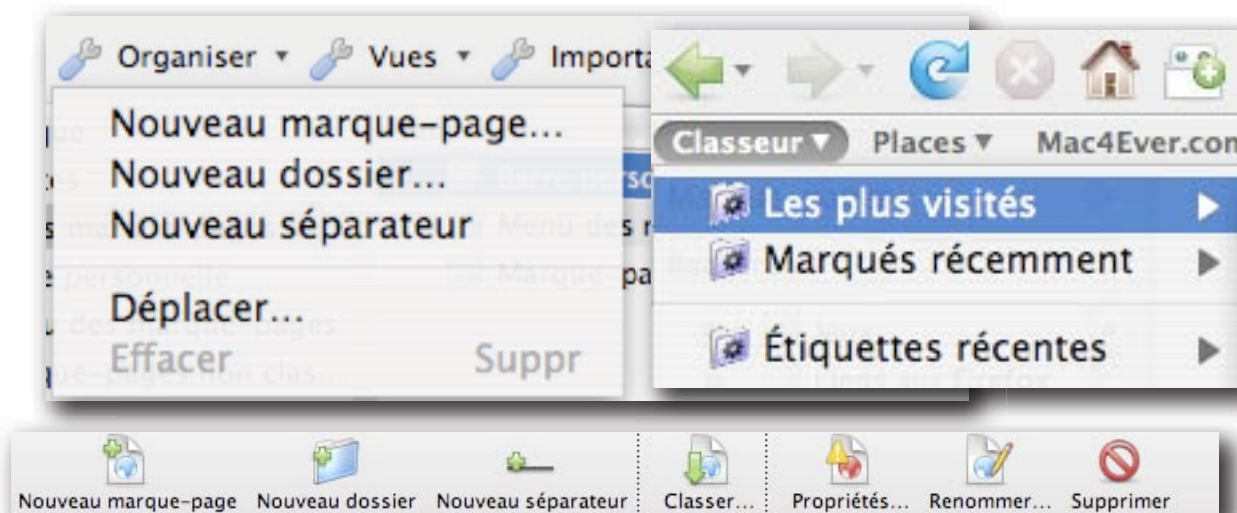 Organiser Vues Importa
Nouveau marque-page...
Nouveau dossier...
Nouveau séparateur
Déplacer...
Effacer Suppr
Classeur Places Mac4Ever.com
Les plus visités
Marqués récemment
Étiquettes récentes
Nouveau marque-page Nouveau dossier Nouveau séparateur Classer... Propriétés... Renommer... Supprimer